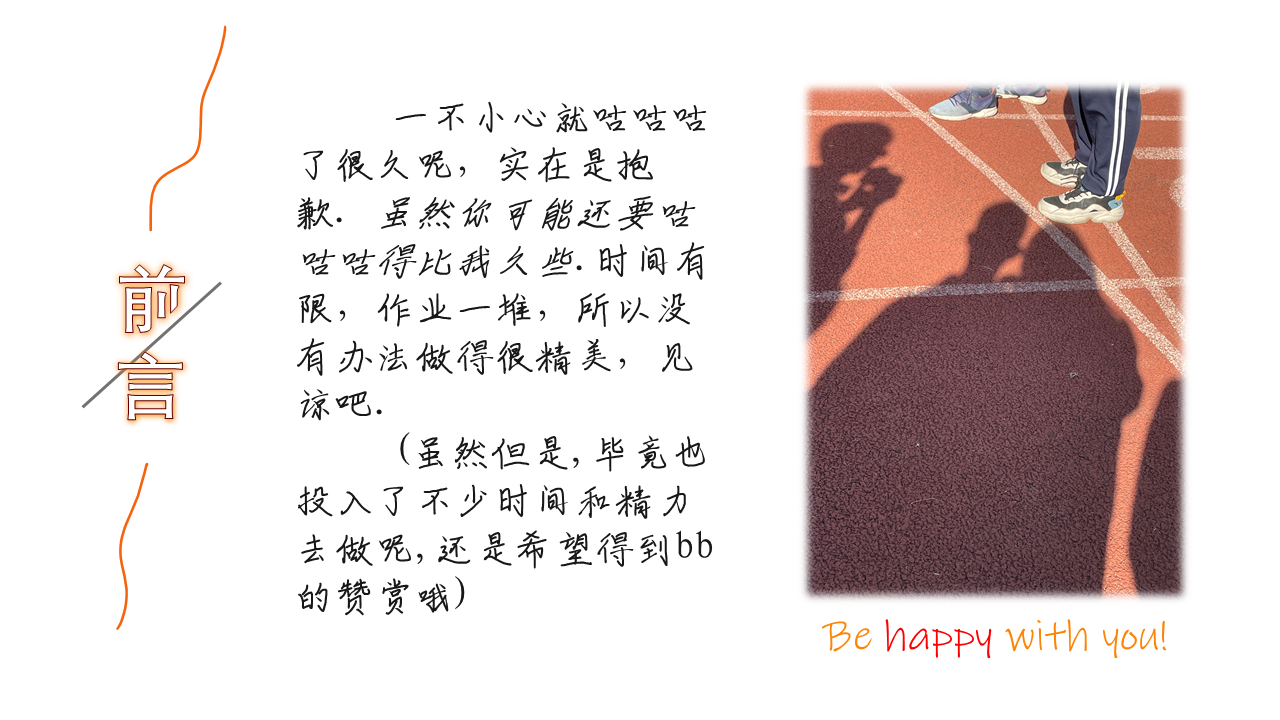 前
言
一不小心就咕咕咕
了很久呢，实在是抱
歉. 虽然你可能还要咕
咕咕得比我久些.时间有
限，作业一堆，所以没
有办法做得很精美，见
谅吧.
(虽然但是,毕竟也
投入了不少时间和精力
去做呢,还是希望得到bb
的赞赏哦)
Be happy with you!